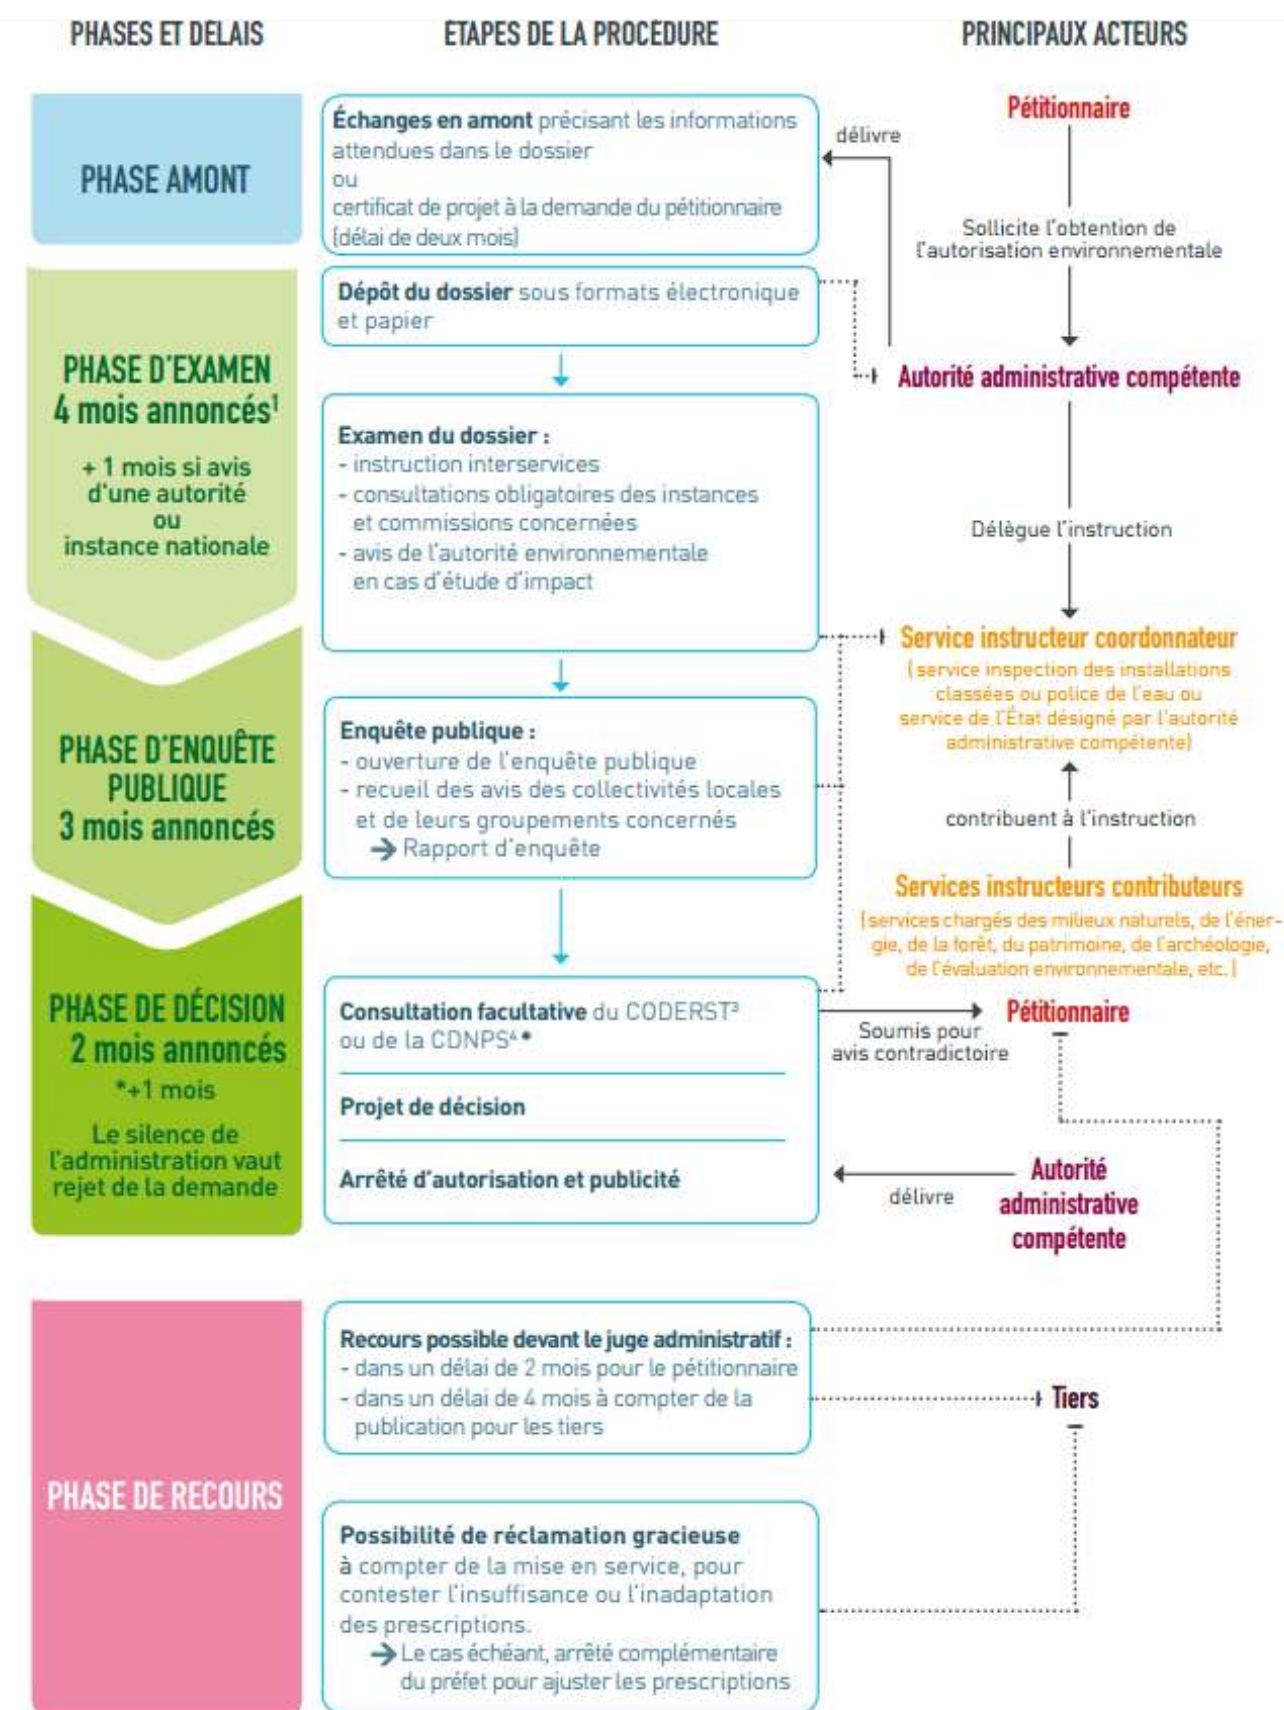 PHASES ET DÉLAIS
ÉTAPES DE LA PROCÉDURE
PRINCIPAUX ACTEURS
PHASE AMONT
Échanges en amont précisant les informations
attendues dans le dossier
ou
certificat de projet à la demande du pétitionnaire
(délai de deux mois)
délivre
Pétitionnaire
Sollicite l'obtention de
l'autorisation environnementale
PHASE D'EXAMEN
4 mois annoncés¹
+ 1 mois si avis
d'une autorité
ou
instance nationale
Dépôt du dossier sous formats électronique
et papier
Autorité administrative compétente
Examen du dossier :
- instruction interservices
- consultations obligatoires des instances
et commissions concernées
- avis de l'autorité environnementale
en cas d'étude d'impact
Délègue l'instruction
Service instructeur coordonnateur
(service inspection des installations
classées ou police de l'eau ou
service de l'État désigné par l'autorité
administrative compétente)
PHASE D'ENQUÊTE
PUBLIQUE
3 mois annoncés
Enquête publique :
- ouverture de l'enquête publique
- recueil des avis des collectivités locales
et de leurs groupements concernés
→ Rapport d'enquête
contribuent à l'instruction
Services instructeurs contributeurs
(services chargés des milieux naturels, de l'éner-
gie, de la forêt, du patrimoine, de l'archéologie,
de l'évaluation environnementale, etc.)
PHASE DE DÉCISION
2 mois annoncés
*+1 mois
Le silence de
l'administration vaut
rejet de la demande
Consultation facultative du CODERST³
ou de la CDNPS⁴*
Projet de décision
Arrêté d'autorisation et publicité
Soumis pour
avis contradictoire
Pétitionnaire
délivre
Autorité
administrative
compétente
PHASE DE RECOURS
Recours possible devant le juge administratif :
- dans un délai de 2 mois pour le pétitionnaire
- dans un délai de 4 mois à compter de la
publication pour les tiers
Tiers
Possibilité de réclamation gracieuse
à compter de la mise en service, pour
contester l'insuffisance ou l'inadaptation
des prescriptions.
→ Le cas échéant, arrêté complémentaire
du préfet pour ajuster les prescriptions